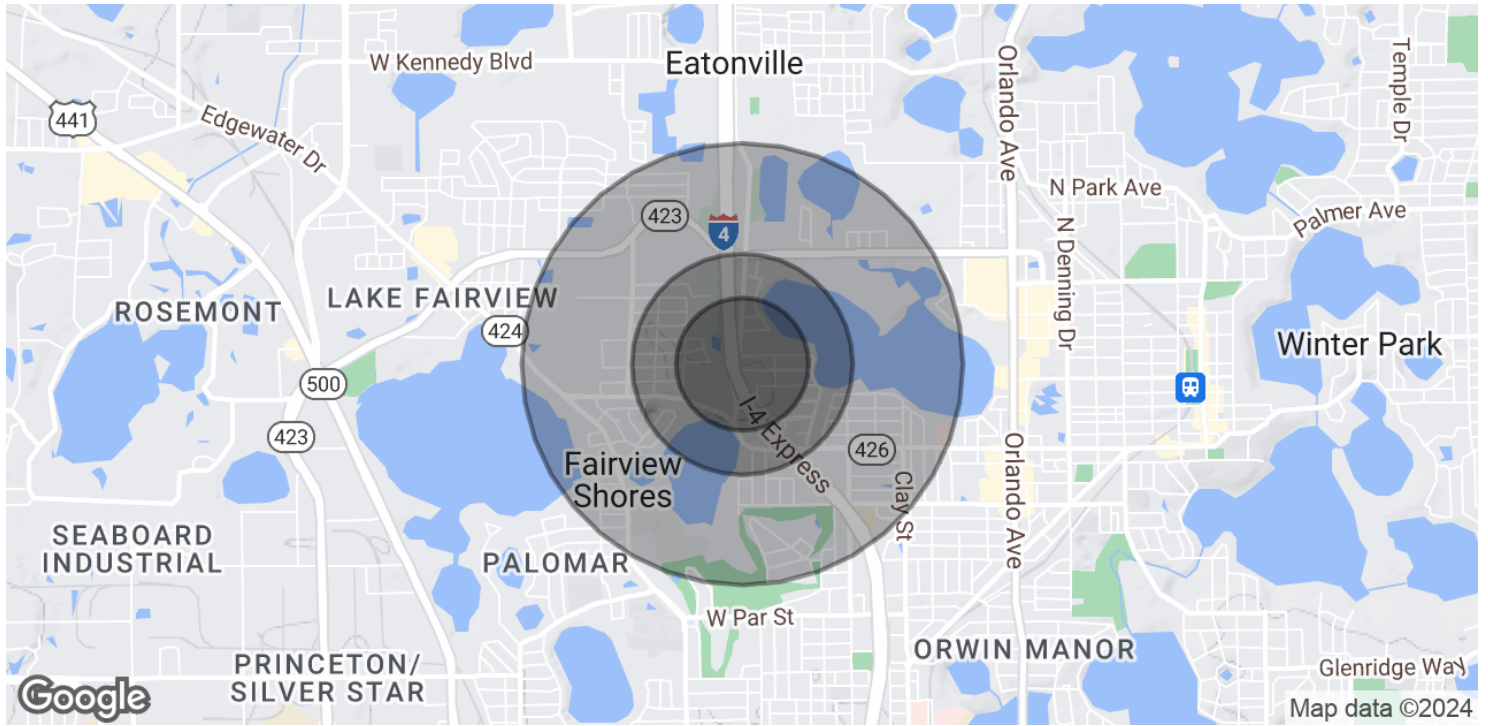 W Kennedy Blvd
Eatonville
Orlando Ave
Temple Dr
441
Edgewater Dr
N Park Ave
423
Palmer Ave
4
N Denning Dr
ROSEMONT
LAKE FAIRVIEW
424
Winter Park
500
I-4 Express
423
426
Fairview
Shores
Clay St
Orlando Ave
SEABOARD
INDUSTRIAL
PALOMAR
W Par St
ORWIN MANOR
PRINCETON/
SILVER STAR
Glenridge Way
Google
Map data ©2024